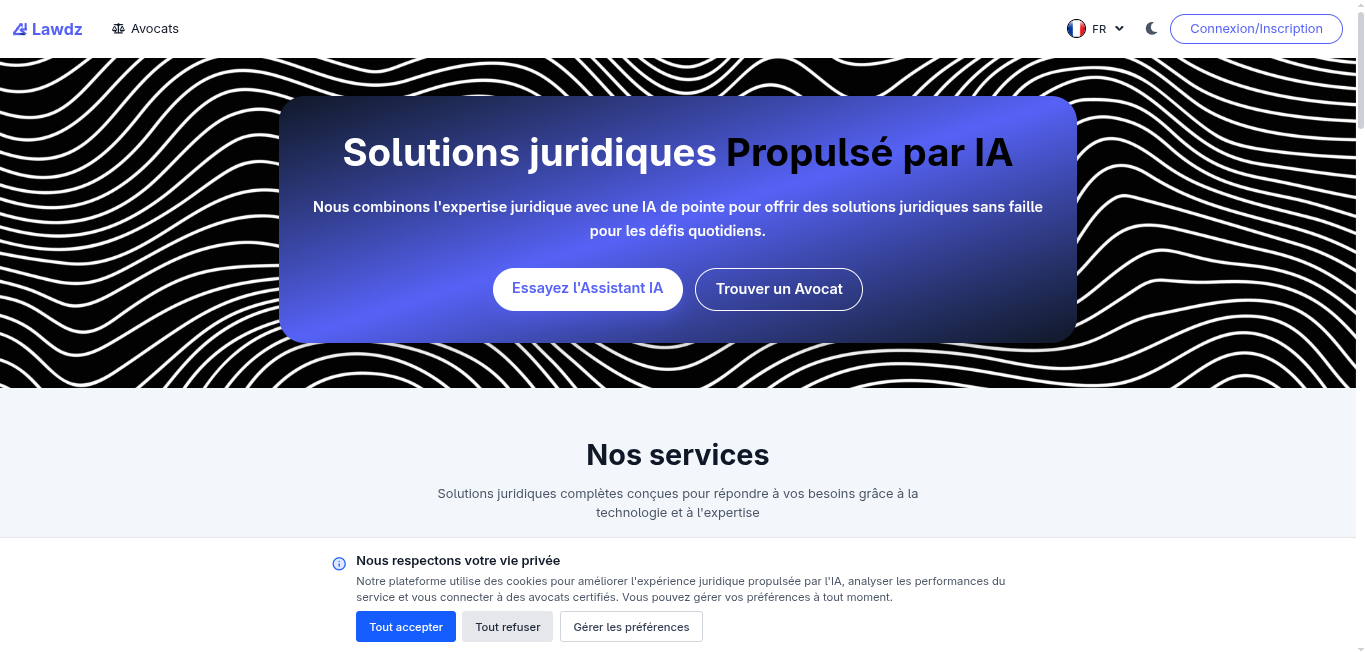 Lawdz
Avocats
FR
Connexion/Inscription
Solutions juridiques Propulsé par IA
Nous combinons l'expertise juridique avec une IA de pointe pour offrir des solutions juridiques sans faille
pour les défis quotidiens.
Essayez l'Assistant IA
Trouver un Avocat
Nos services
Solutions juridiques complètes conçues pour répondre à vos besoins grâce à la
technologie et à l'expertise
Nous respectons votre vie privée
Notre plateforme utilise des cookies pour améliorer l'expérience juridique propulsée par l'IA, analyser les performances du
service et vous connecter à des avocats certifiés. Vous pouvez gérer vos préférences à tout moment.
Tout accepter
Tout refuser
Gérer les préférences